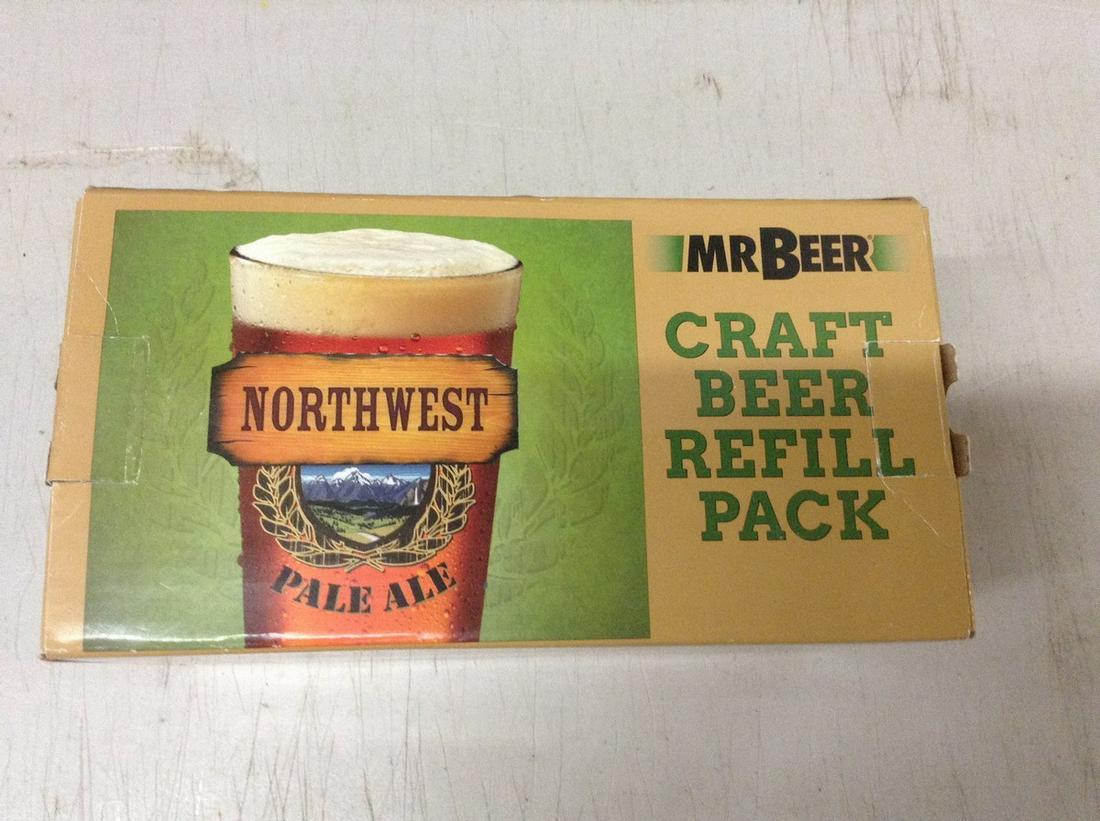 NORTHWEST
PALE ALE
MRBEER®
CRAFT
BEER
REFILL
PACK